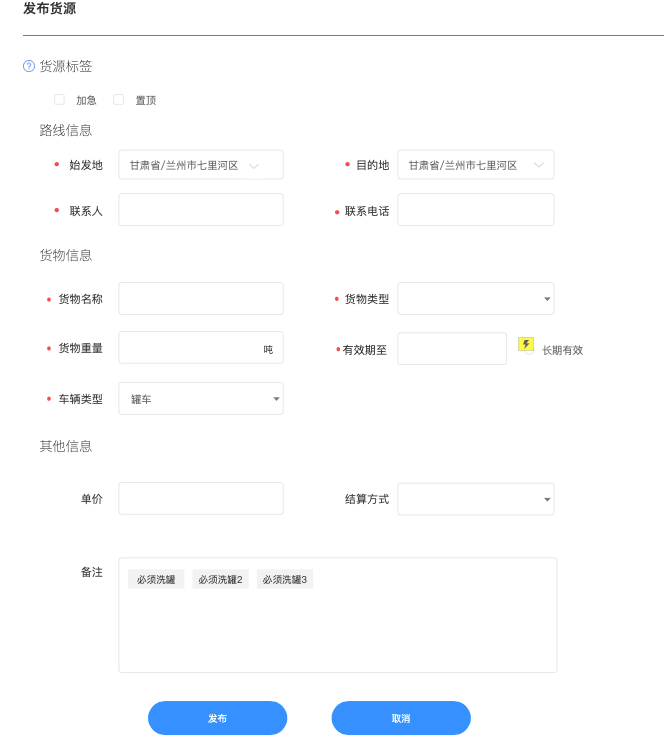 发布货源
货源标签
加急 置顶
路线信息
始发地 甘肃省/兰州市七里河区 目的地 甘肃省/兰州市七里河区
联系人 联系电话
货物信息
货物名称 货物类型
货物重量 吨 有效期至 长期有效
车辆类型 罐车
其他信息
单价 结算方式
备注 必须洗罐 必须洗罐2 必须洗罐3
发布 取消